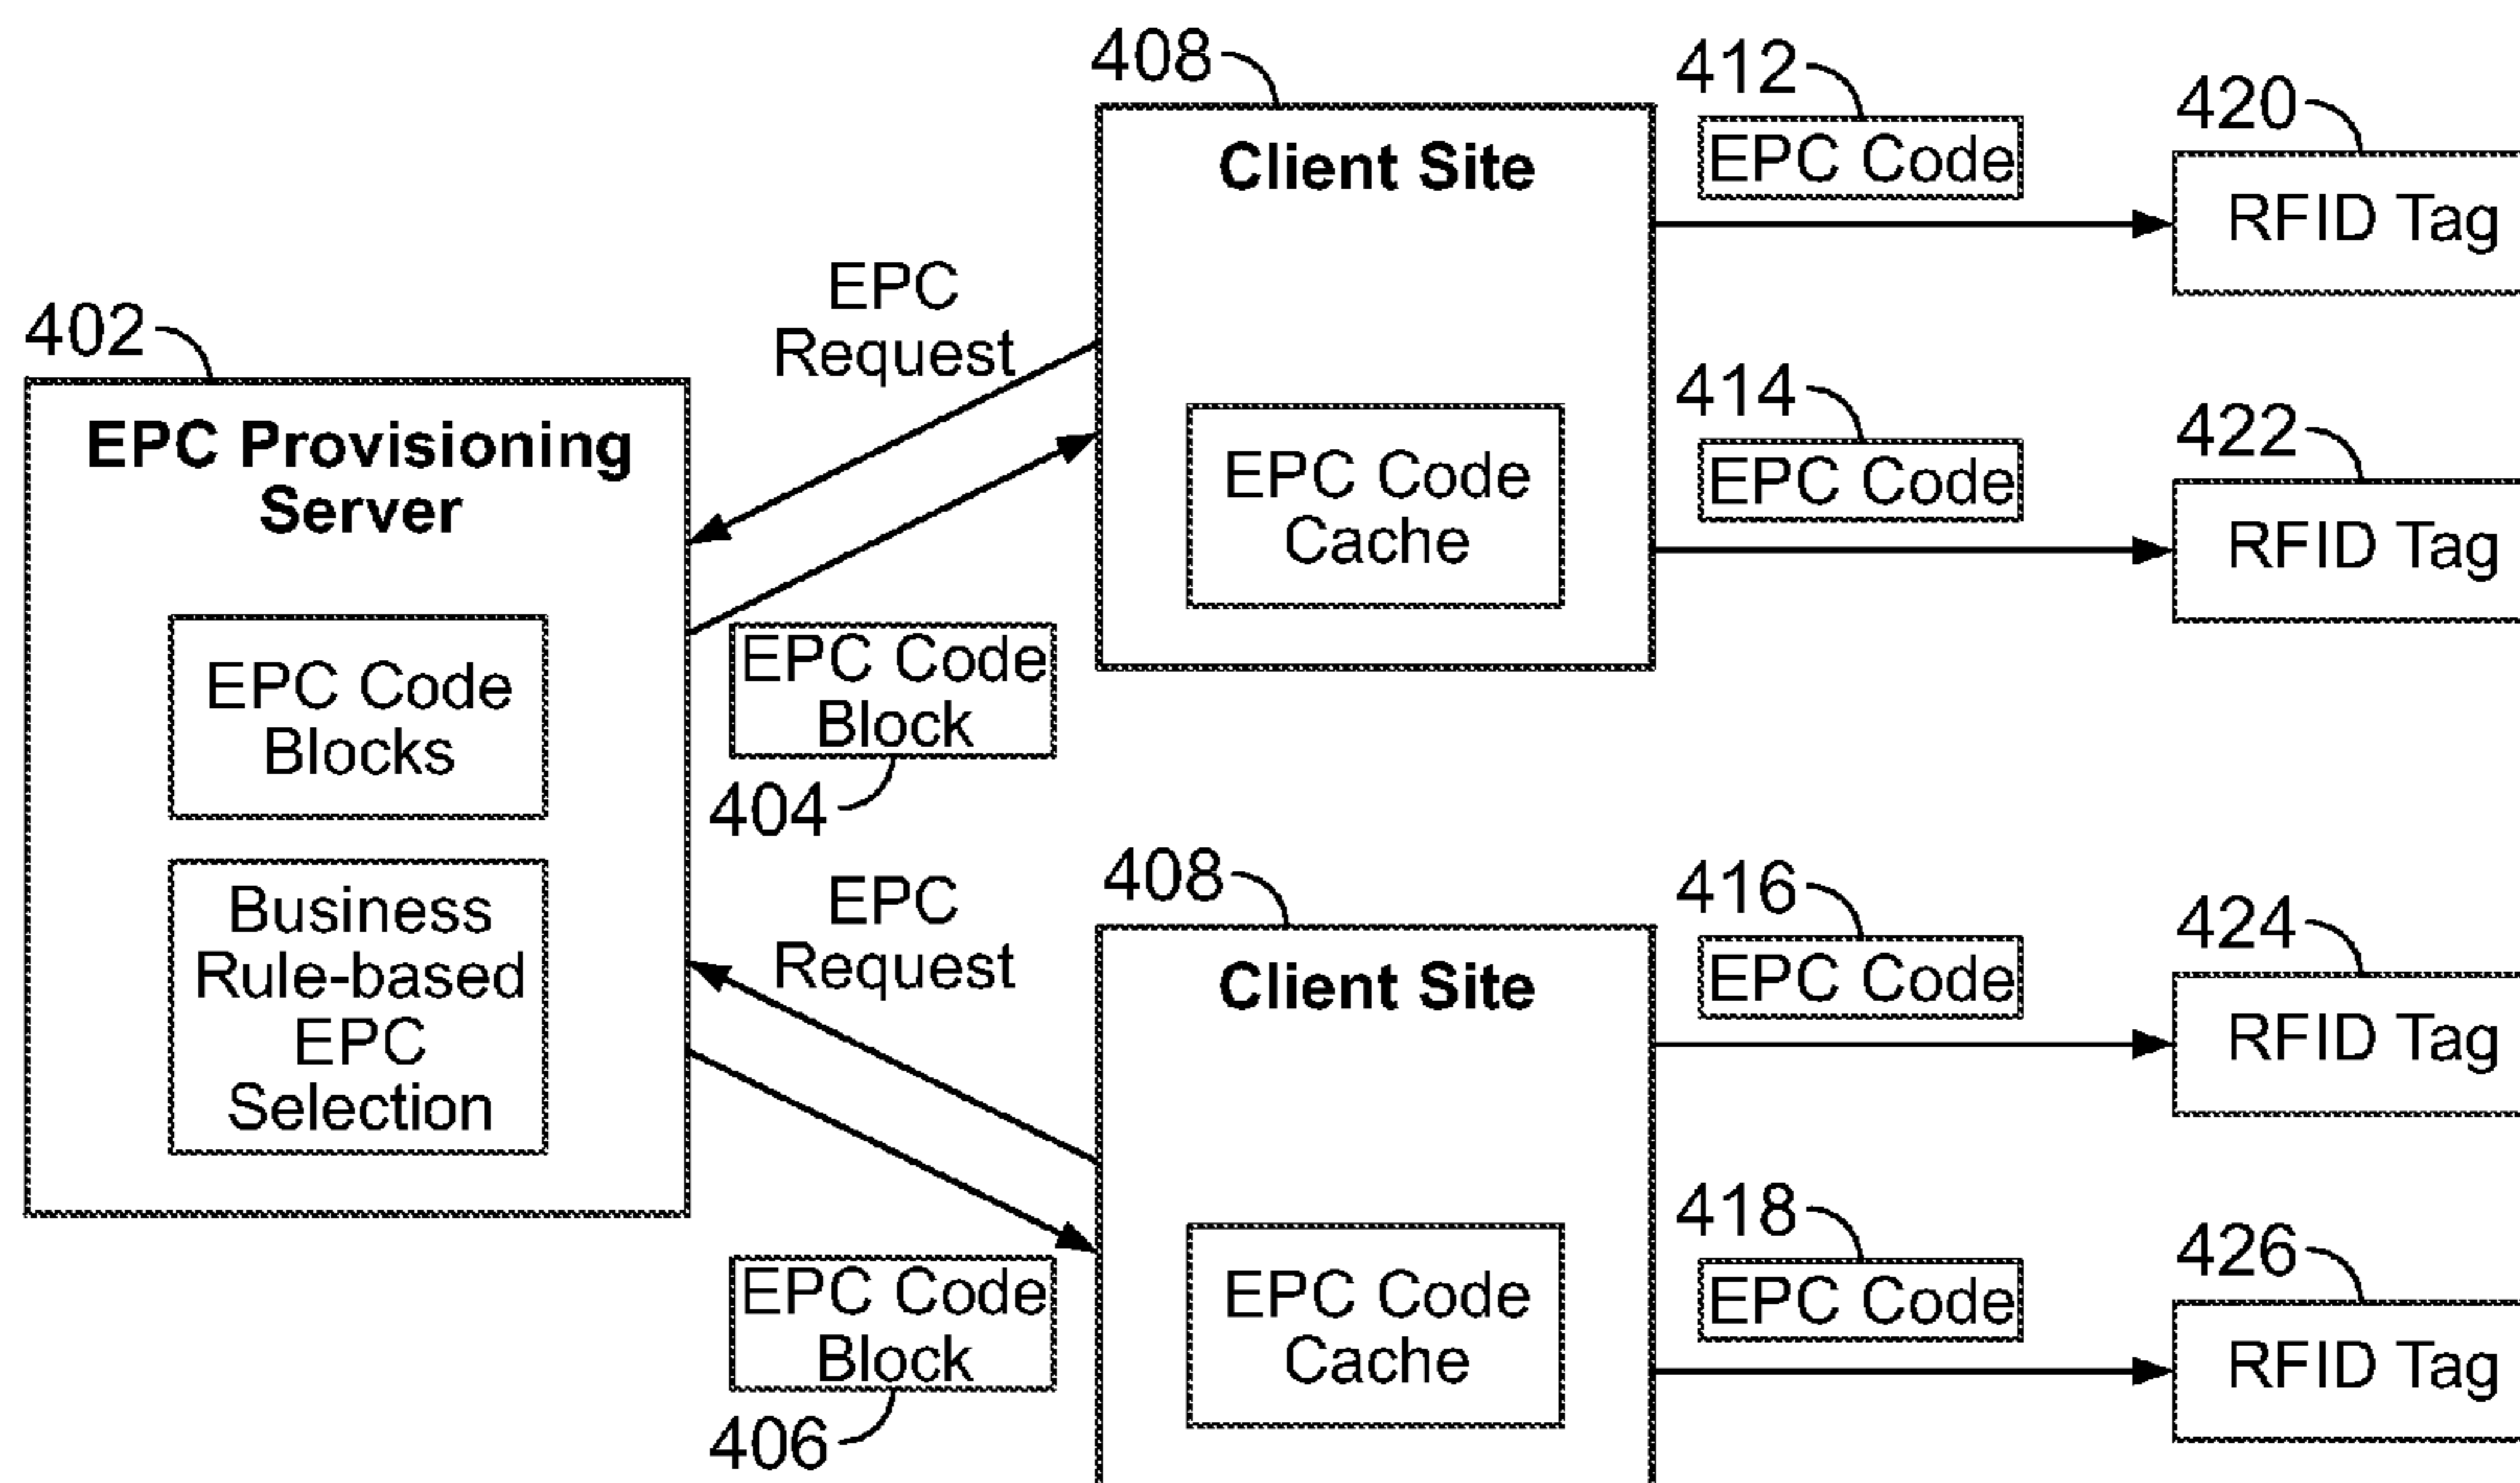 402
EPC Provisioning
Server
EPC Code
Blocks
Business
Rule-based
EPC
Selection
EPC
Request
EPC Code
Block
404
EPC
Request
EPC Code
Block
406
408
Client Site
EPC Code
Cache
412
EPC Code
420
RFID Tag
414
EPC Code
422
RFID Tag
408
Client Site
EPC Code
Cache
416
EPC Code
424
RFID Tag
418
EPC Code
426
RFID Tag